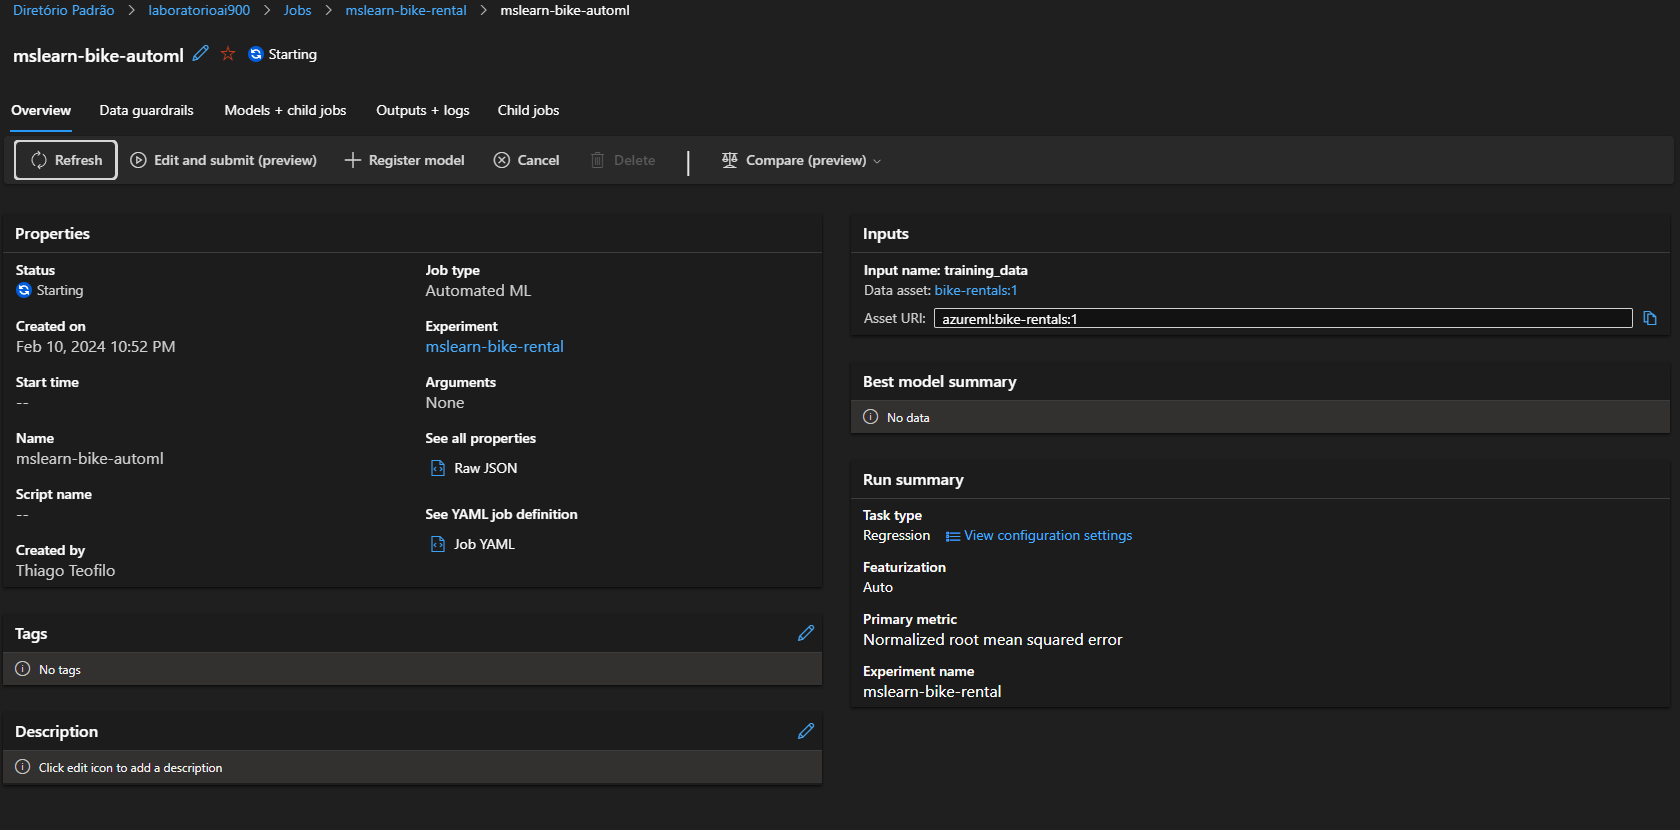 Diretório Padrão > laboratorioai900 > Jobs > mslearn-bike-rental > mslearn-bike-automl
mslearn-bike-automl Starting
Overview Data guardrails Models + child jobs Outputs + logs Child jobs
Refresh Edit and submit (preview) Register model Cancel Delete Compare (preview)
Properties
Status
Starting
Created on
Feb 10, 2024 10:52 PM
Start time
--
Name
mslearn-bike-automl
Script name
--
Created by
Thiago Teofilo
Job type
Automated ML
Experiment
mslearn-bike-rental
Arguments
None
See all properties
Raw JSON
See YAML job definition
Job YAML
Tags
No tags
Description
Click edit icon to add a description
Inputs
Input name: training_data
Data asset: bike-rentals:1
Asset URI: azureml:bike-rentals:1
Best model summary
No data
Run summary
Task type
Regression View configuration settings
Featurization
Auto
Primary metric
Normalized root mean squared error
Experiment name
mslearn-bike-rental